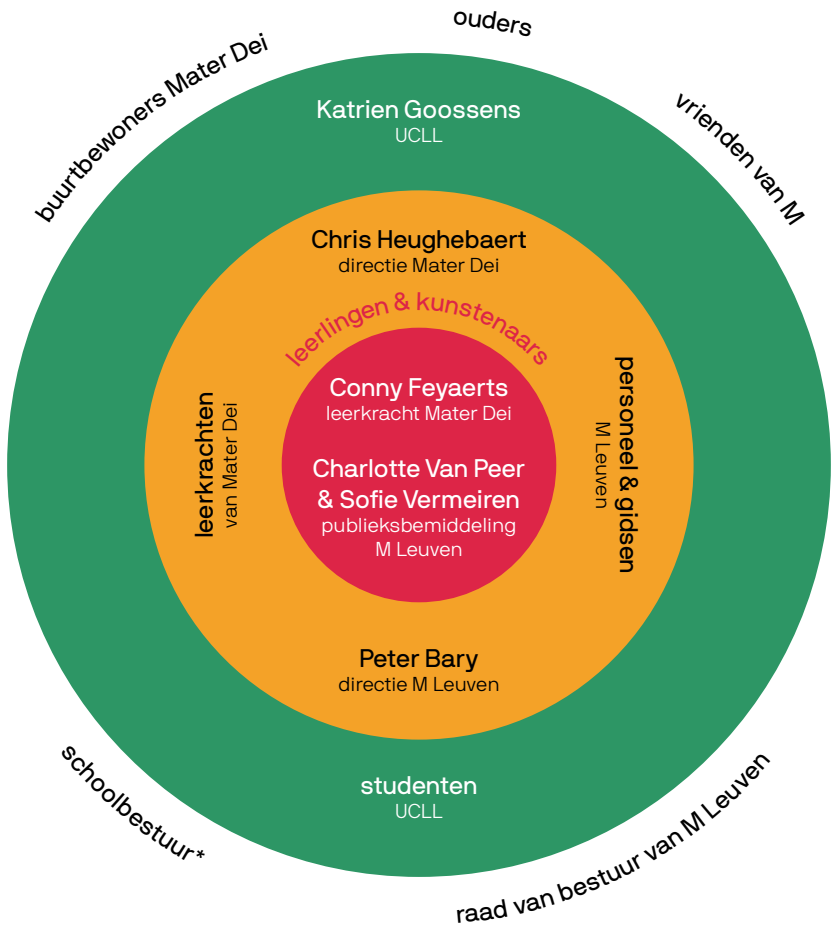 ouders
buurtbewoners Mater Dei
vrienden van M
Katrien Goossens
UCLL
Chris Heughebaert
directie Mater Dei
leerlingen & kunstenaars
Conny Feyaerts
leerkracht Mater Dei
Charlotte Van Peer
& Sofie Vermeiren
publieksbemiddeling
M Leuven
leerkrachten
van Mater Dei
personeel & gidsen
M Leuven
Peter Bary
directie M Leuven
studenten
UCLL
schoolbestuur*
raad van bestuur van M Leuven